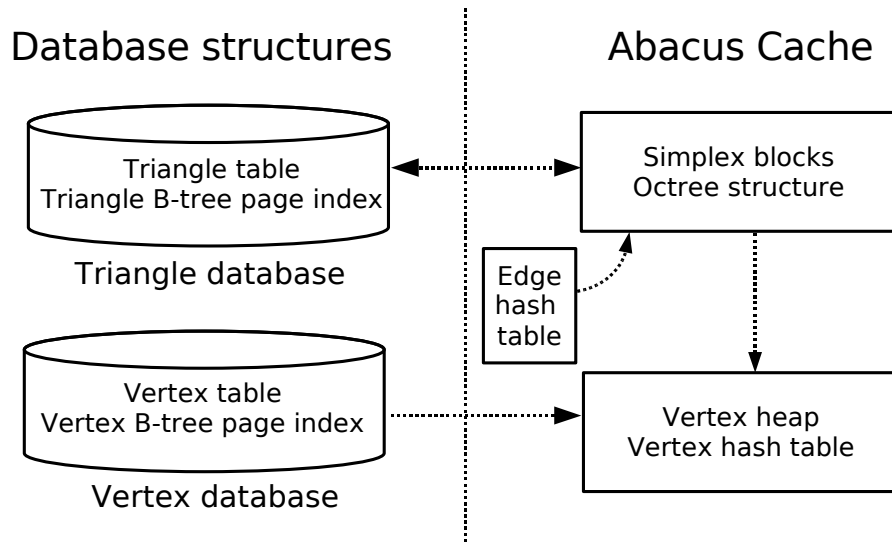 Database structures
Abacus Cache
Triangle table
Triangle B-tree page index
Triangle database
Simplex blocks
Octree structure
Edge
hash
table
Vertex table
Vertex B-tree page index
Vertex database
Vertex heap
Vertex hash table